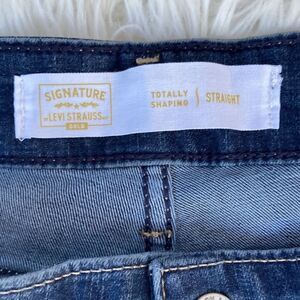 SIGNATURE
BY LEVI STRAUSS & CO.
GOLD
TOTALLY
SHAPING
STRAIGHT